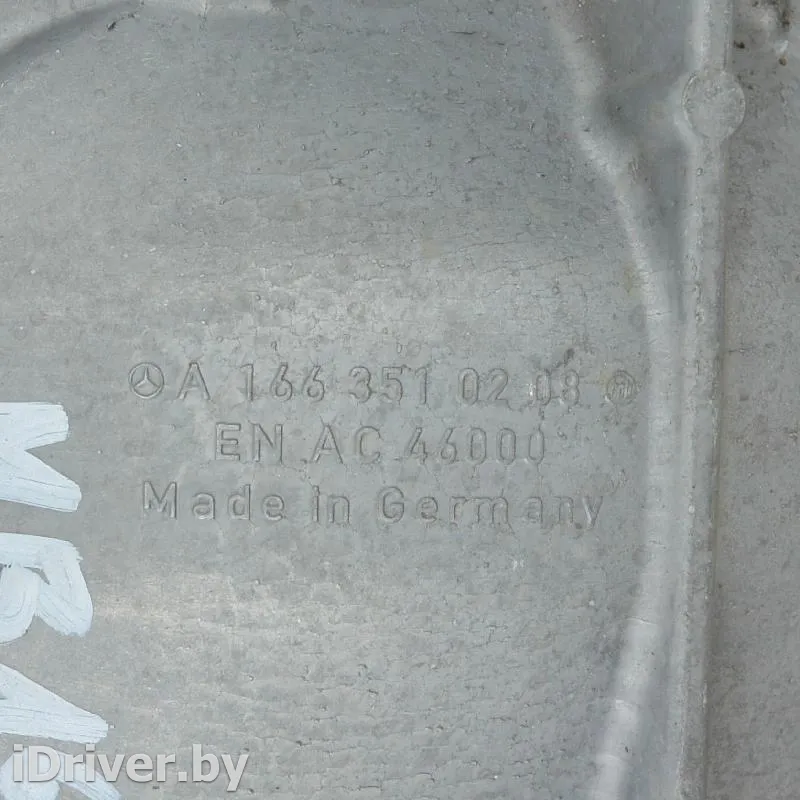 A 166 351 02 08
EN AC 46000
Made in Germany
iDriver.by